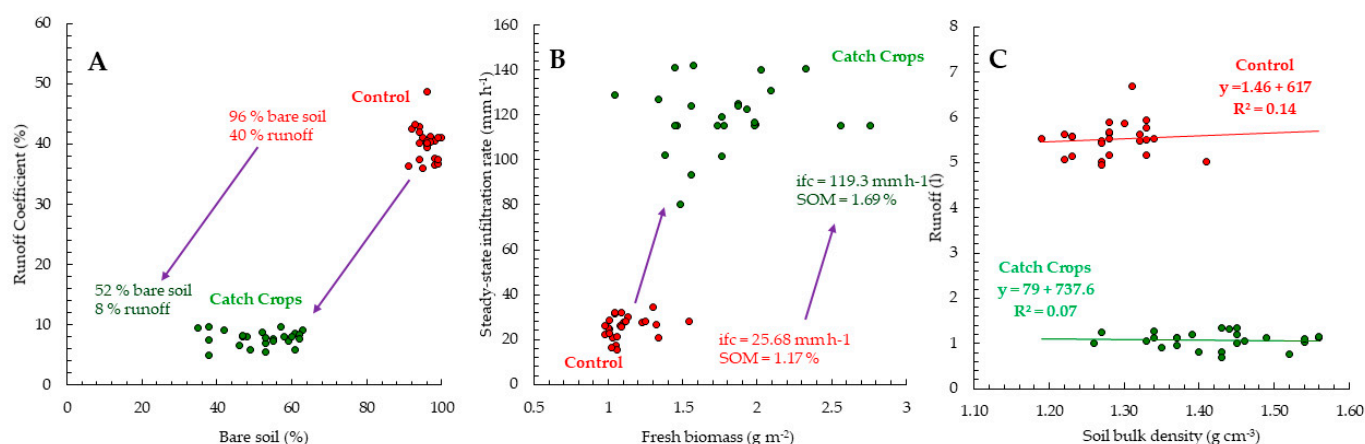 A
60
50
40
30
20
10
0
0
20
40
60
80
100
Runoff Coefficient (%)
Bare soil (%)
Control
96 % bare soil
40 % runoff
52 % bare soil
8 % runoff
Catch Crops
B
160
140
120
100
80
60
40
20
0
0.5
1
1.5
2
2.5
3
Steady-state infiltration rate (mm h-1)
Fresh biomass (g m-2)
Catch Crops
ifc = 119.3 mm h-1
SOM = 1.69 %
ifc = 25.68 mm h-1
SOM = 1.17 %
Control
C
8
7
6
5
4
3
2
1
0
1.10
1.20
1.30
1.40
1.50
1.60
Runoff (l)
Soil bulk density (g cm-3)
Control
y =1.46 + 617
R² = 0.14
Catch Crops
y = 79 + 737.6
R² = 0.07